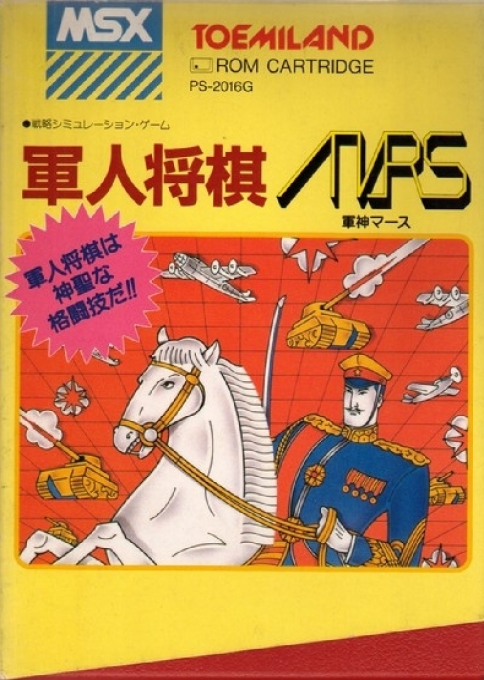 MSX
TOEMILAND
ROM CARTRIDGE
PS-2016G
●戦略シミュレーション・ゲーム
軍人将棋 MARS
軍神マース
軍人将棋は
神聖な
格闘技だ!!